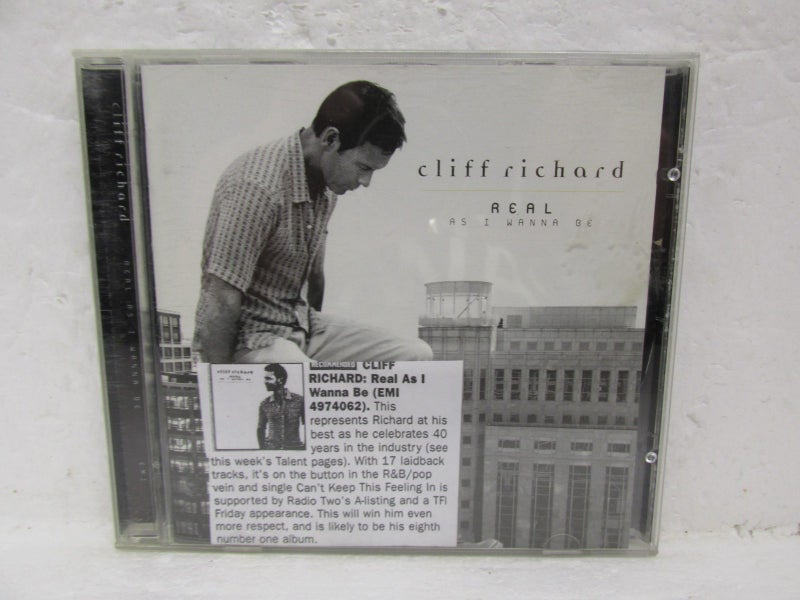 cliff richard
REAL
AS I WANNA BE
cliff richard
REAL AS I WANNA BE
RECOMMENDED CLIFF
RICHARD: Real As I
Wanna Be (EMI
4974062). This
represents Richard at his
best as he celebrates 40
years in the industry (see
this week's Talent pages). With 17 laidback
tracks, it's on the button in the R&B/pop
vein and single Can't Keep This Feeling In is
supported by Radio Two's A-listing and a TFI
Friday appearance. This will win him even
more respect, and is likely to be his eighth
number one album.